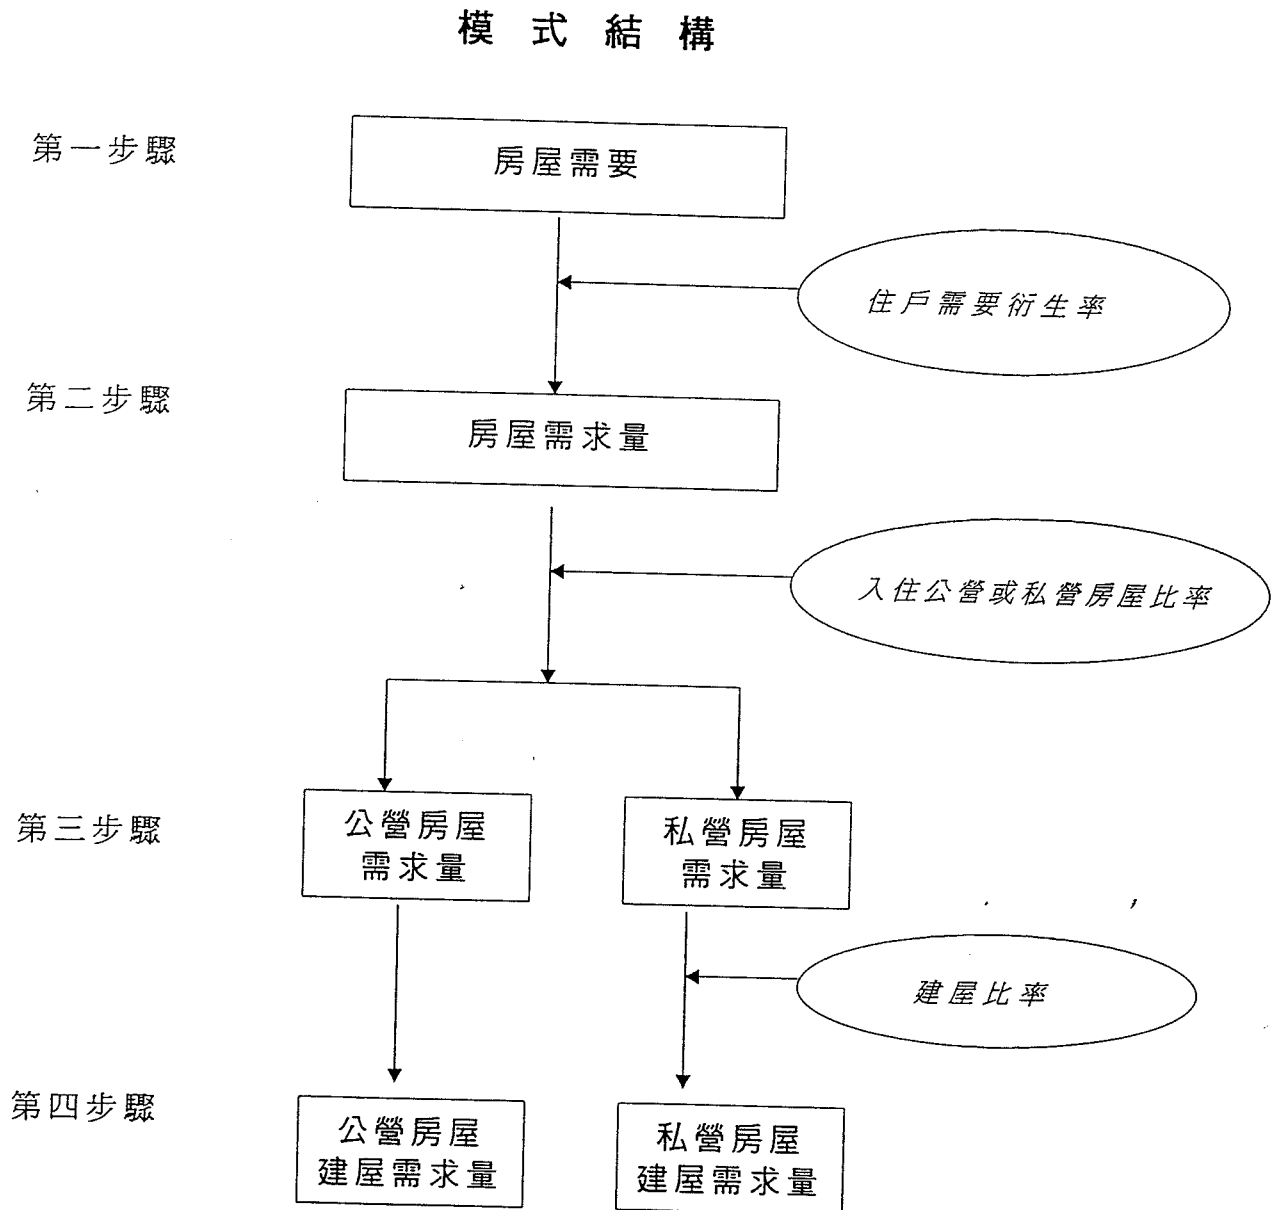 模式結構
第一步驟
房屋需要
住戶需要衍生率
第二步驟
房屋需求量
入住公營或私營房屋比率
第三步驟
公營房屋
需求量
私營房屋
需求量
建屋比率
第四步驟
公營房屋
建屋需求量
私營房屋
建屋需求量